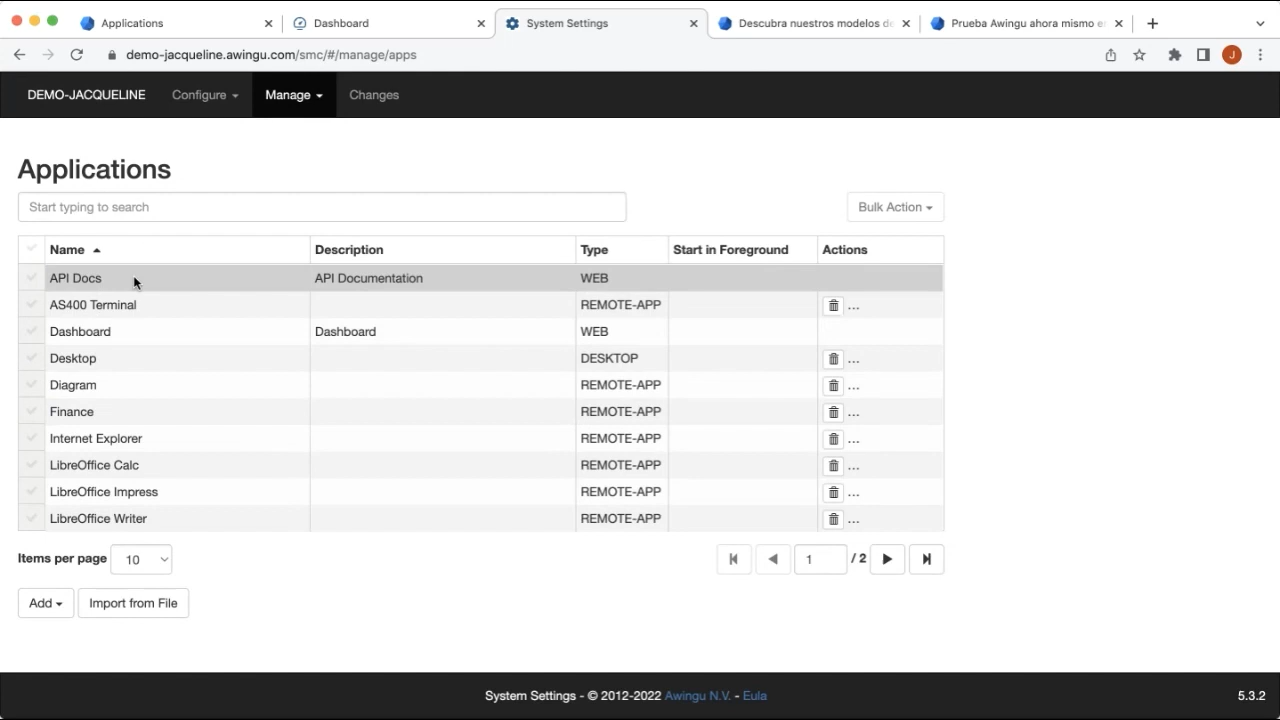 Applications
Dashboard
System Settings
Descubra nuestros modelos de
Prueba Awingu ahora mismo e
demo-jacqueline.awingu.com/smc/#/manage/apps
J
DEMO-JACQUELINE Configure Manage Changes
Applications
Start typing to search
Bulk Action
Name Description Type Start in Foreground Actions
API Docs API Documentation WEB
AS400 Terminal REMOTE-APP ...
Dashboard Dashboard WEB
Desktop DESKTOP ...
Diagram REMOTE-APP ...
Finance REMOTE-APP ...
Internet Explorer REMOTE-APP ...
LibreOffice Calc REMOTE-APP ...
LibreOffice Impress REMOTE-APP ...
LibreOffice Writer REMOTE-APP ...
Items per page 10 1 / 2
Add Import from File
System Settings - © 2012-2022 Awingu N.V. - Eula
5.3.2